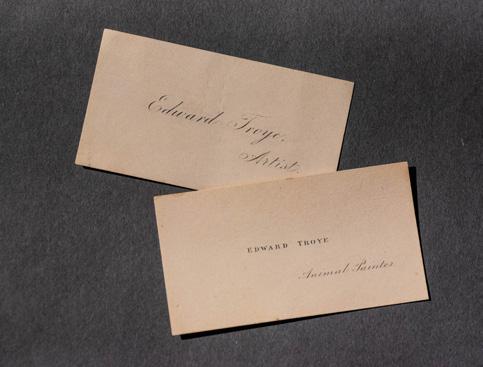 Edward Troye,
Artist.
EDWARD TROYE
Animal Painter